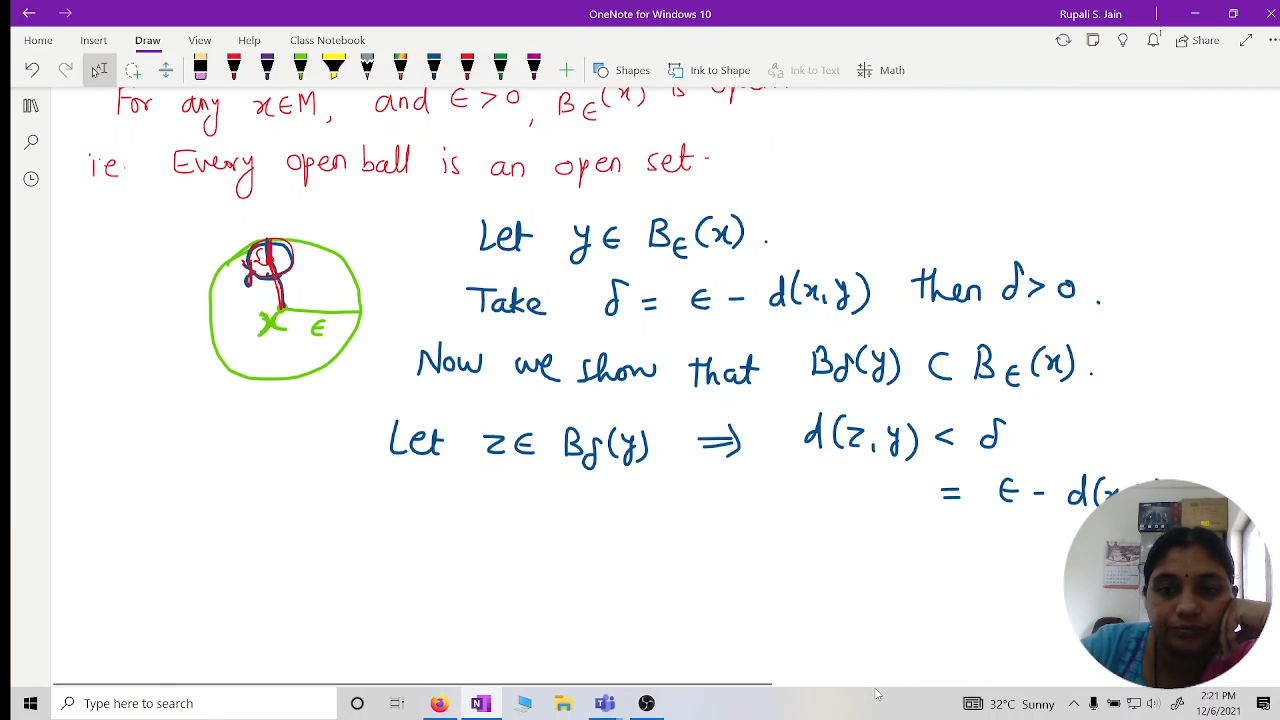 OneNote for Windows 10
Rupali S. Jain
Home Insert Draw View Help Class Notebook
Share
Shapes Ink to Shape Ink to Text Math
For any x∈M, and ϵ > 0, Bϵ(x) is open
i.e. Every open ball is an open set.
Let y ∈ Bϵ(x).
Take δ = ϵ - d(x,y) then δ > 0.
Now we show that Bδ(y) ⊂ Bϵ(x).
Let z ∈ Bδ(y) ⟹ d(z,y) < δ
= ϵ - d(x
y δ
x ϵ
Type here to search
32°C Sunny
2:21 PM
12/6/2021